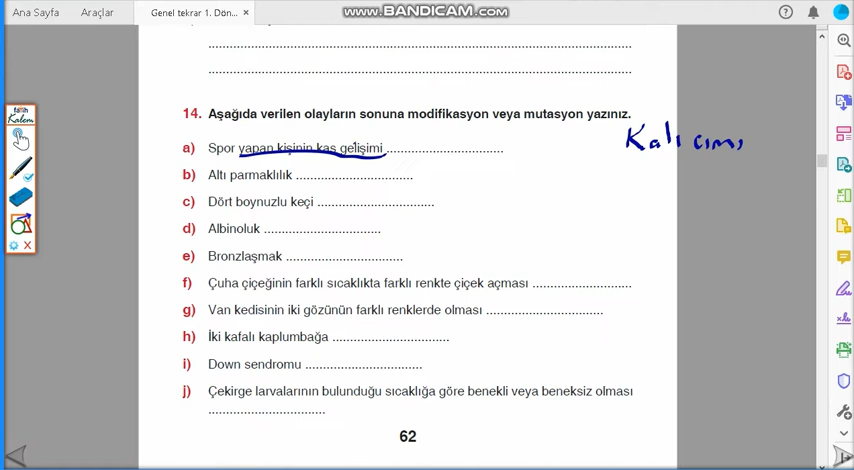 Ana Sayfa Araçlar Genel tekrar 1. Dön... ×
www.BANDICAM.com
14. Aşağıda verilen olayların sonuna modifikasyon veya mutasyon yazınız.
Kalıcımı
a) Spor yapan kişinin kas gelişimi ................................
b) Altı parmaklılık ................................
c) Dört boynuzlu keçi ................................
d) Albinoluk ................................
e) Bronzlaşmak ................................
f) Çuha çiçeğinin farklı sıcaklıkta farklı renkte çiçek açması ...........................
g) Van kedisinin iki gözünün farklı renklerde olması ................................
h) İki kafalı kaplumbağa ................................
i) Down sendromu ................................
j) Çekirge larvalarının bulunduğu sıcaklığa göre benekli veya beneksiz olması
................................
62
fatih
Kalem